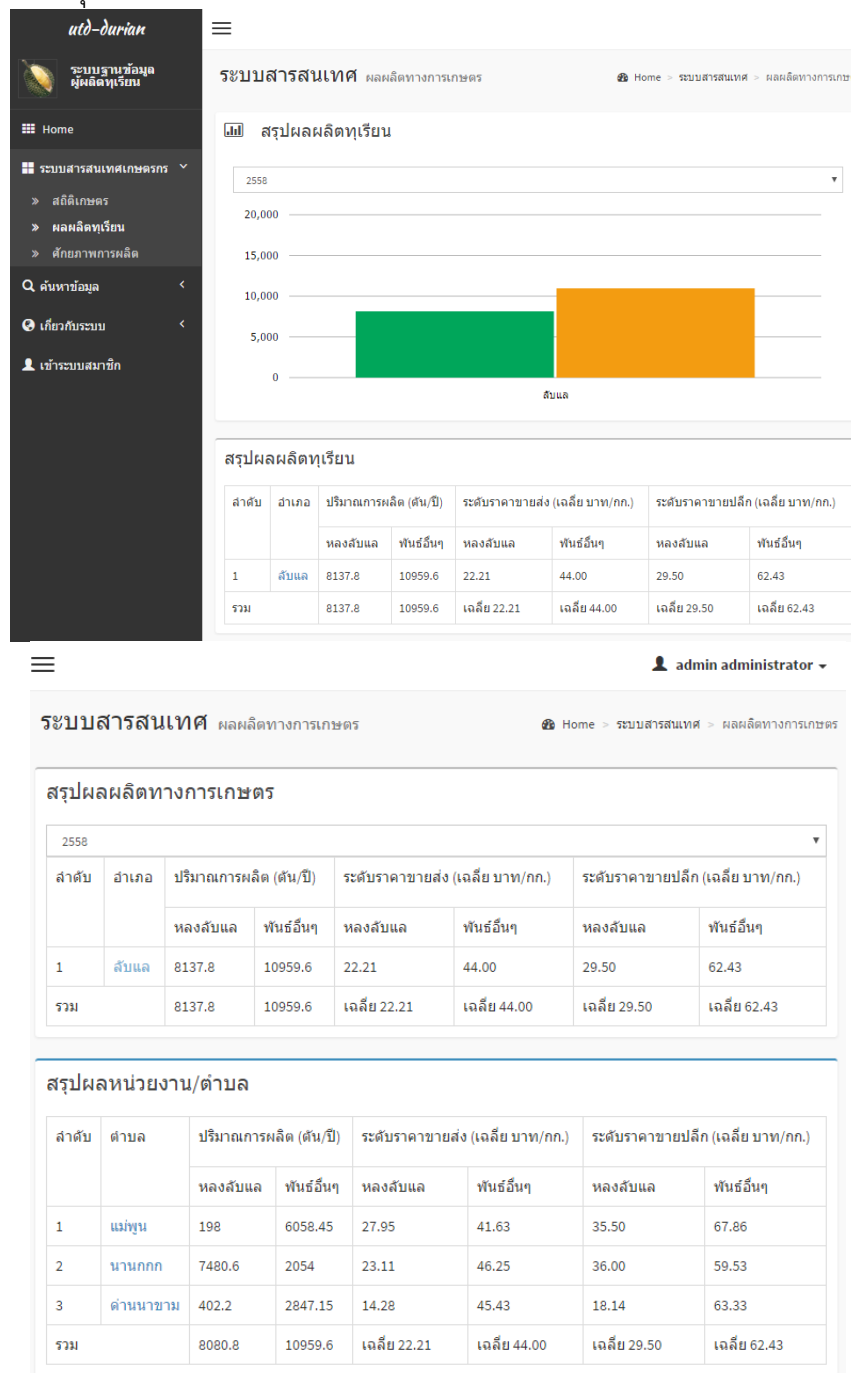 utd-durian
ระบบฐานข้อมูล
ผู้ผลิตทุเรียน
ระบบสารสนเทศ ผลผลิตทางการเกษตร
Home > ระบบสารสนเทศ > ผลผลิตทางการเกษ
Home
ระบบสารสนเทศเกษตรกร
» สถิติเกษตร
» ผลผลิตทุเรียน
» ศักยภาพการผลิต
ค้นหาข้อมูล
เกี่ยวกับระบบ
เข้าระบบสมาชิก
สรุปผลผลิตทุเรียน
2558
20,000
15,000
10,000
5,000
0
ลับแล
สรุปผลผลิตทุเรียน
ลำดับ อำเภอ ปริมาณการผลิต (ตัน/ปี) ระดับราคาขายส่ง (เฉลี่ย บาท/กก.) ระดับราคาขายปลีก (เฉลี่ย บาท/กก.)
หลงลับแล พันธ์อื่นๆ หลงลับแล พันธ์อื่นๆ หลงลับแล พันธ์อื่นๆ
1 ลับแล 8137.8 10959.6 22.21 44.00 29.50 62.43
รวม 8137.8 10959.6 เฉลี่ย 22.21 เฉลี่ย 44.00 เฉลี่ย 29.50 เฉลี่ย 62.43
admin administrator
ระบบสารสนเทศ ผลผลิตทางการเกษตร
Home > ระบบสารสนเทศ > ผลผลิตทางการเกษตร
สรุปผลผลิตทางการเกษตร
2558
ลำดับ อำเภอ ปริมาณการผลิต (ตัน/ปี) ระดับราคาขายส่ง (เฉลี่ย บาท/กก.) ระดับราคาขายปลีก (เฉลี่ย บาท/กก.)
หลงลับแล พันธ์อื่นๆ หลงลับแล พันธ์อื่นๆ หลงลับแล พันธ์อื่นๆ
1 ลับแล 8137.8 10959.6 22.21 44.00 29.50 62.43
รวม 8137.8 10959.6 เฉลี่ย 22.21 เฉลี่ย 44.00 เฉลี่ย 29.50 เฉลี่ย 62.43
สรุปผลหน่วยงาน/ตำบล
ลำดับ ตำบล ปริมาณการผลิต (ตัน/ปี) ระดับราคาขายส่ง (เฉลี่ย บาท/กก.) ระดับราคาขายปลีก (เฉลี่ย บาท/กก.)
หลงลับแล พันธ์อื่นๆ หลงลับแล พันธ์อื่นๆ หลงลับแล พันธ์อื่นๆ
1 แม่พูน 198 6058.45 27.95 41.63 35.50 67.86
2 นานกกก 7480.6 2054 23.11 46.25 36.00 59.53
3 ด่านนาขาม 402.2 2847.15 14.28 45.43 18.14 63.33
รวม 8080.8 10959.6 เฉลี่ย 22.21 เฉลี่ย 44.00 เฉลี่ย 29.50 เฉลี่ย 62.43